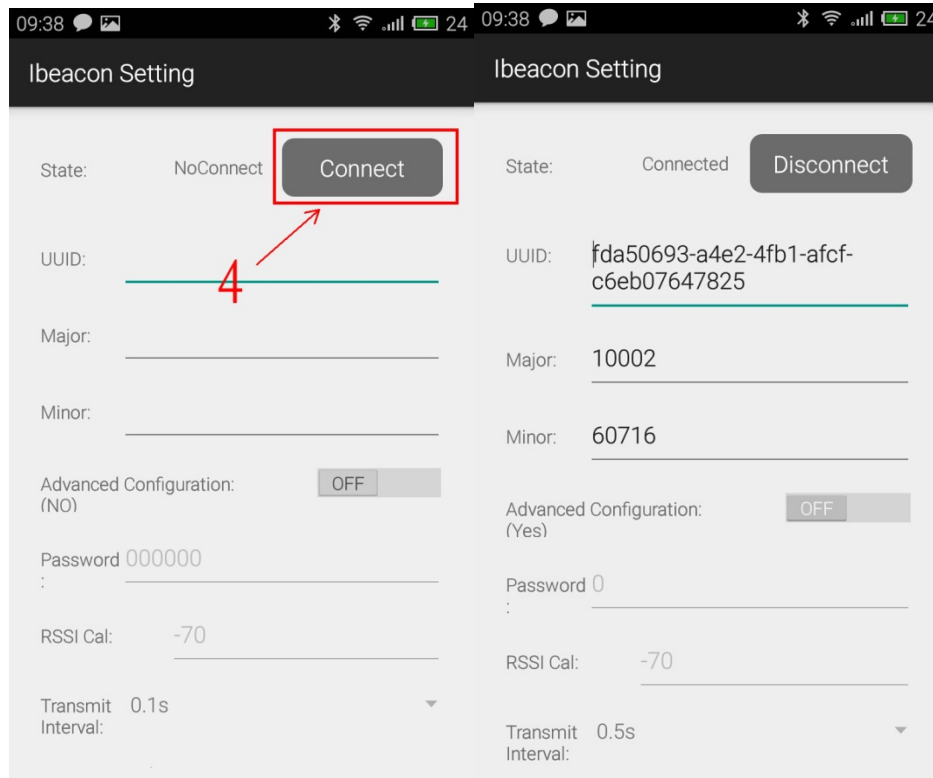 09:38 24
Ibeacon Setting
State: NoConnect Connect
4
UUID:
Major:
Minor:
Advanced Configuration: OFF
(NO)
Password 000000
:
RSSI Cal: -70
Transmit 0.1s
Interval:
09:38 24
Ibeacon Setting
State: Connected Disconnect
UUID: fda50693-a4e2-4fb1-afcf-
c6eb07647825
Major: 10002
Minor: 60716
Advanced Configuration: OFF
(Yes)
Password 0
:
RSSI Cal: -70
Transmit 0.5s
Interval: